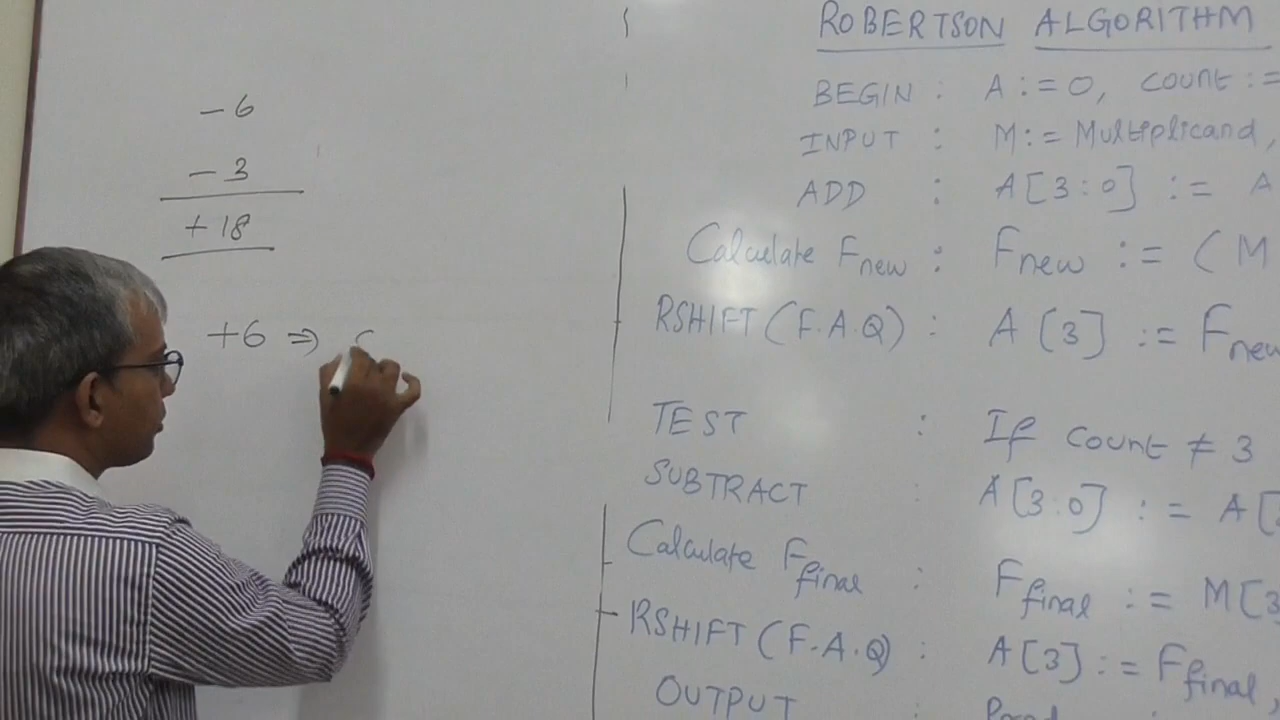 - 6
- 3
+ 18
+6 ⇒
ROBERTSON ALGORITHM
BEGIN : A := 0, count :=
INPUT : M := Multiplicand,
ADD : A[3:0] := A
Calculate Fnew : Fnew := (M
RSHIFT (F.A.Q) : A[3] := Fnew
TEST : If count ≠ 3
SUBTRACT : A[3:0] := A[
Calculate Ffinal : Ffinal := M[3
RSHIFT (F.A.Q) : A[3] := Ffinal,
OUTPUT :